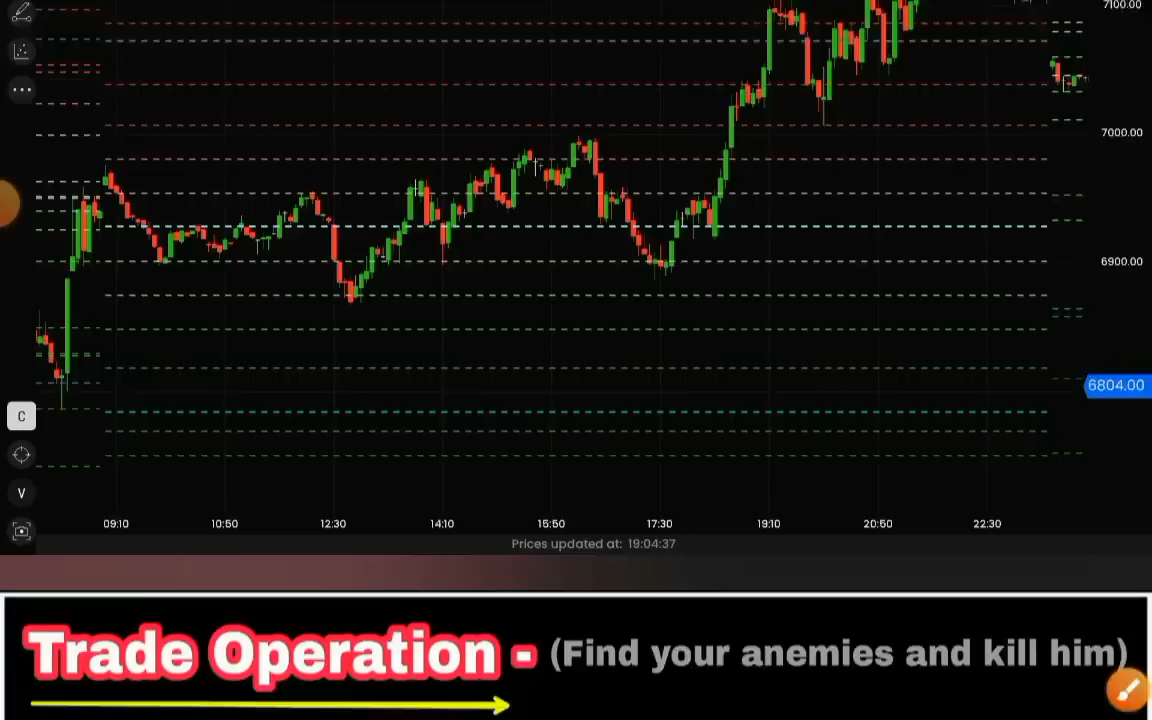 7100.00
7000.00
6900.00
6804.00
C
V
09:10 10:50 12:30 14:10 15:50 17:30 19:10 20:50 22:30
Prices updated at: 19:04:37
Trade Operation - (Find your anemies and kill him)